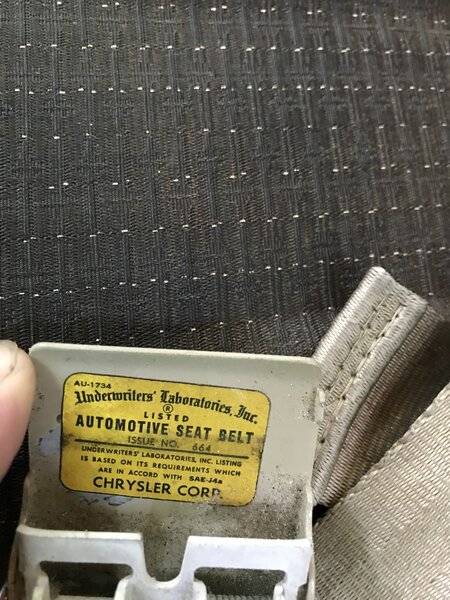 AU-1734
Underwriters' Laboratories, Inc.
®
LISTED
AUTOMOTIVE SEAT BELT
ISSUE NO. 664
UNDERWRITERS' LABORATORIES, INC. LISTING
IS BASED ON ITS REQUIREMENTS WHICH
ARE IN ACCORD WITH SAE-J4a
CHRYSLER CORP.